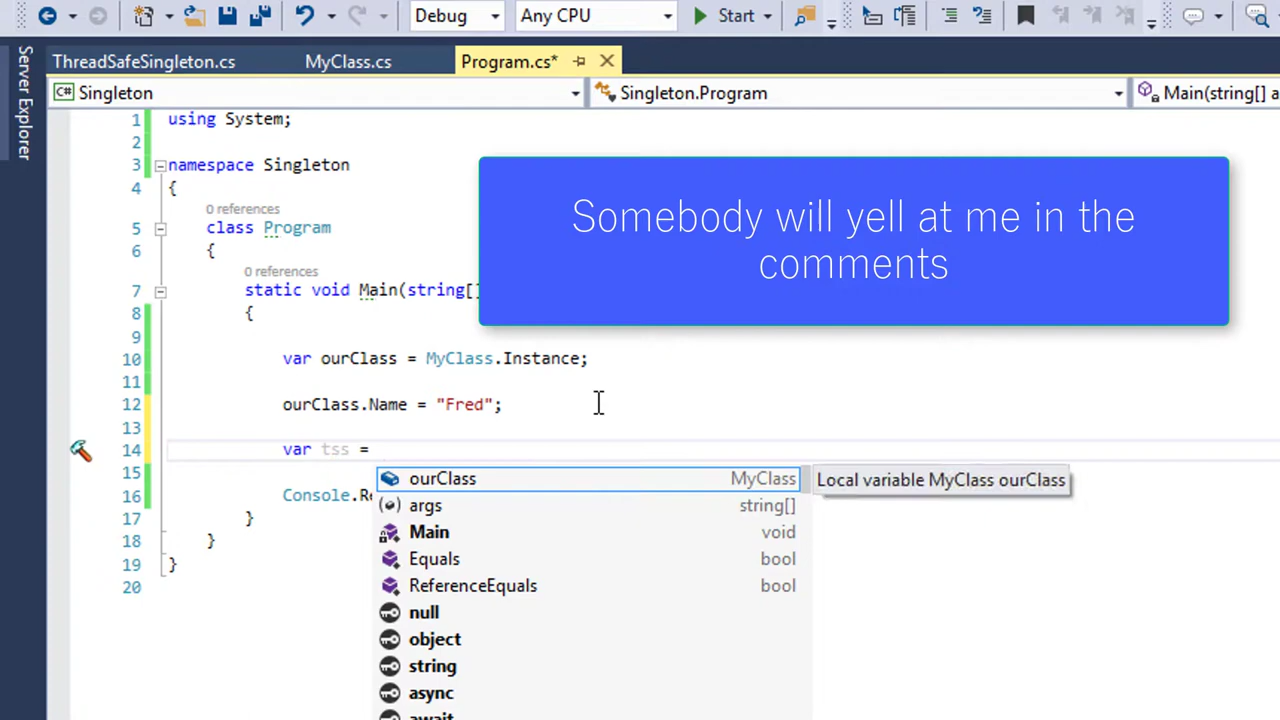 Debug Any CPU Start
Server Explorer
ThreadSafeSingleton.cs MyClass.cs Program.cs*
C# Singleton Singleton.Program Main(string[] a
1 using System;
2
3 namespace Singleton
4 {
0 references
5 class Program
6 {
0 references
7 static void Main(string[]
8 {
9
10 var ourClass = MyClass.Instance;
11
12 ourClass.Name = "Fred";
13
14 var tss =
15
16 Console.Re
17 }
18 }
19 }
20
Somebody will yell at me in the
comments
ourClass MyClass
Local variable MyClass ourClass
args string[]
Main void
Equals bool
ReferenceEquals bool
null
object
string
async
await